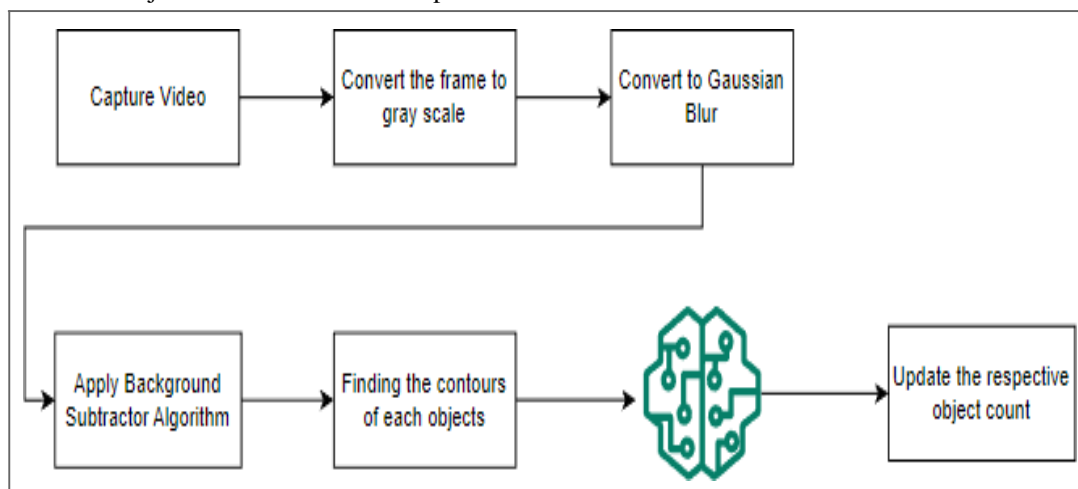 Capture Video
Convert the frame to
gray scale
Convert to Gaussian
Blur
Apply Background
Subtractor Algorithm
Finding the contours
of each objects
Update the respective
object count